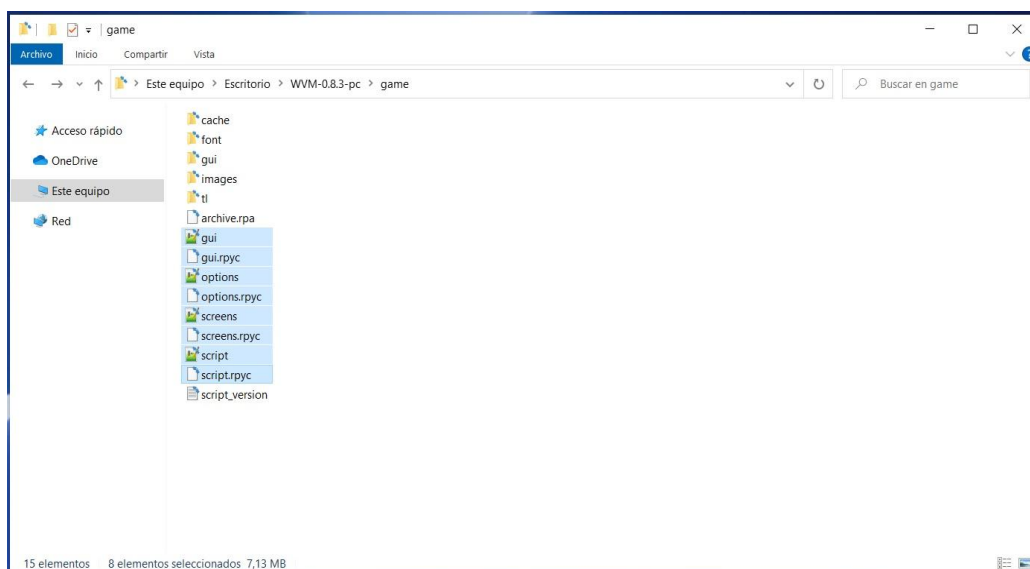 game
Archivo Inicio Compartir Vista
Este equipo > Escritorio > WVM-0.8.3-pc > game
Buscar en game
Acceso rápido
OneDrive
Este equipo
Red
cache
font
gui
images
tl
archive.rpa
gui
gui.rpyc
options
options.rpyc
screens
screens.rpyc
script
script.rpyc
script_version
15 elementos 8 elementos seleccionados 7,13 MB